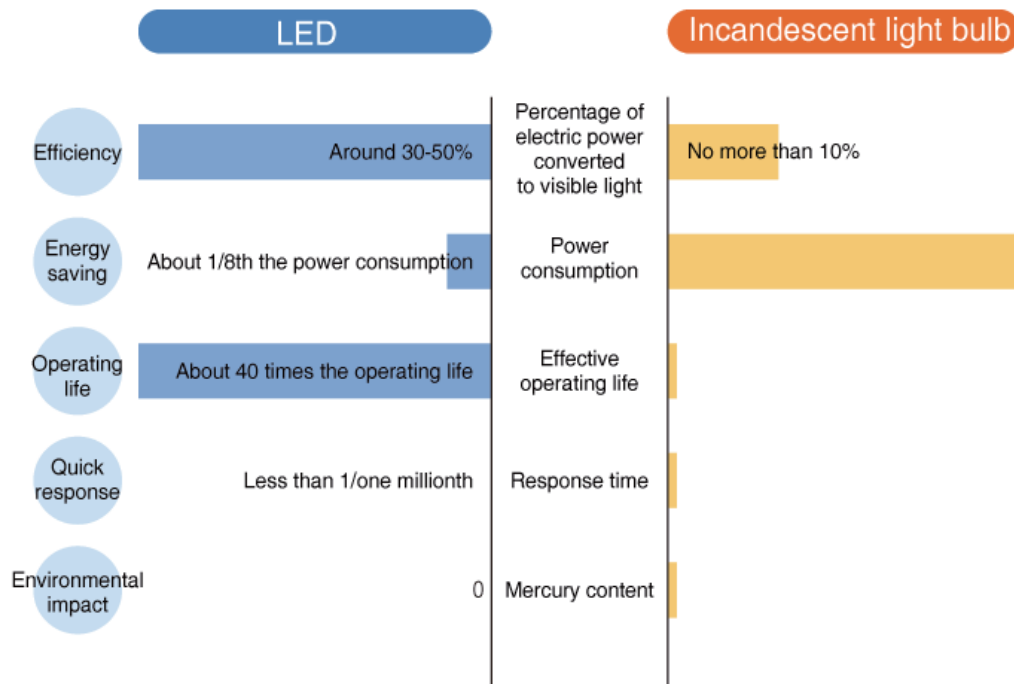 LED
Incandescent light bulb
Efficiency
Around 30-50%
Percentage of
electric power
converted
to visible light
No more than 10%
Energy
saving
About 1/8th the power consumption
Power
consumption
Operating
life
About 40 times the operating life
Effective
operating life
Quick
response
Less than 1/one millionth
Response time
Environmental
impact
0
Mercury content